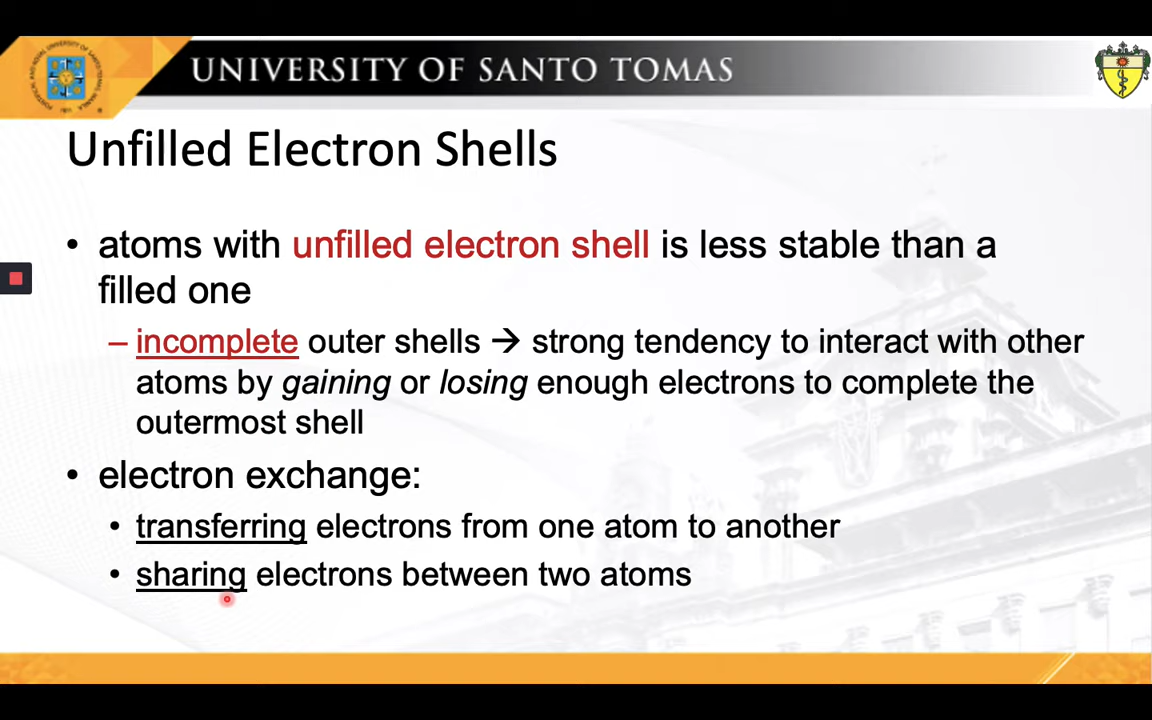 UNIVERSITY OF SANTO TOMAS
Unfilled Electron Shells
• atoms with unfilled electron shell is less stable than a
filled one
– incomplete outer shells → strong tendency to interact with other
atoms by gaining or losing enough electrons to complete the
outermost shell
• electron exchange:
• transferring electrons from one atom to another
• sharing electrons between two atoms